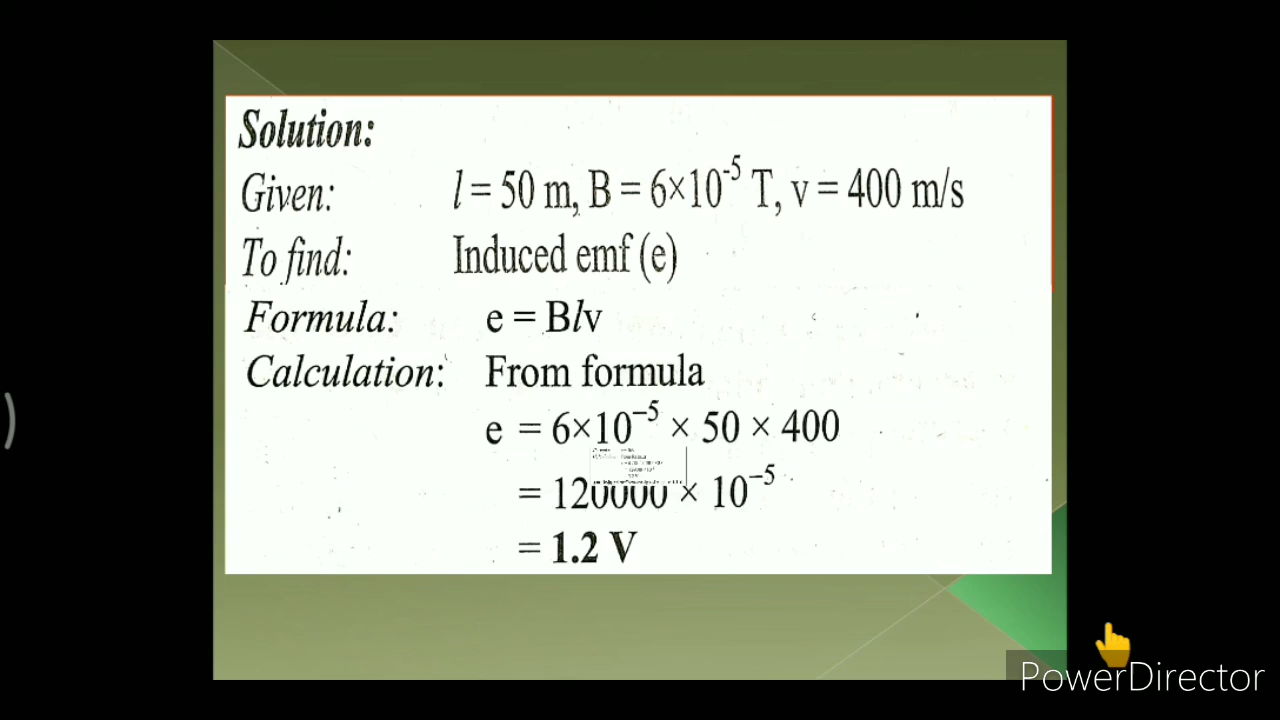 Solution:
Given: l = 50 m, B = 6×10⁻⁵ T, v = 400 m/s
To find: Induced emf (e)
Formula: e = Blv
Calculation: From formula
e = 6×10⁻⁵ × 50 × 400
= 120000 × 10⁻⁵
= 1.2 V
PowerDirector